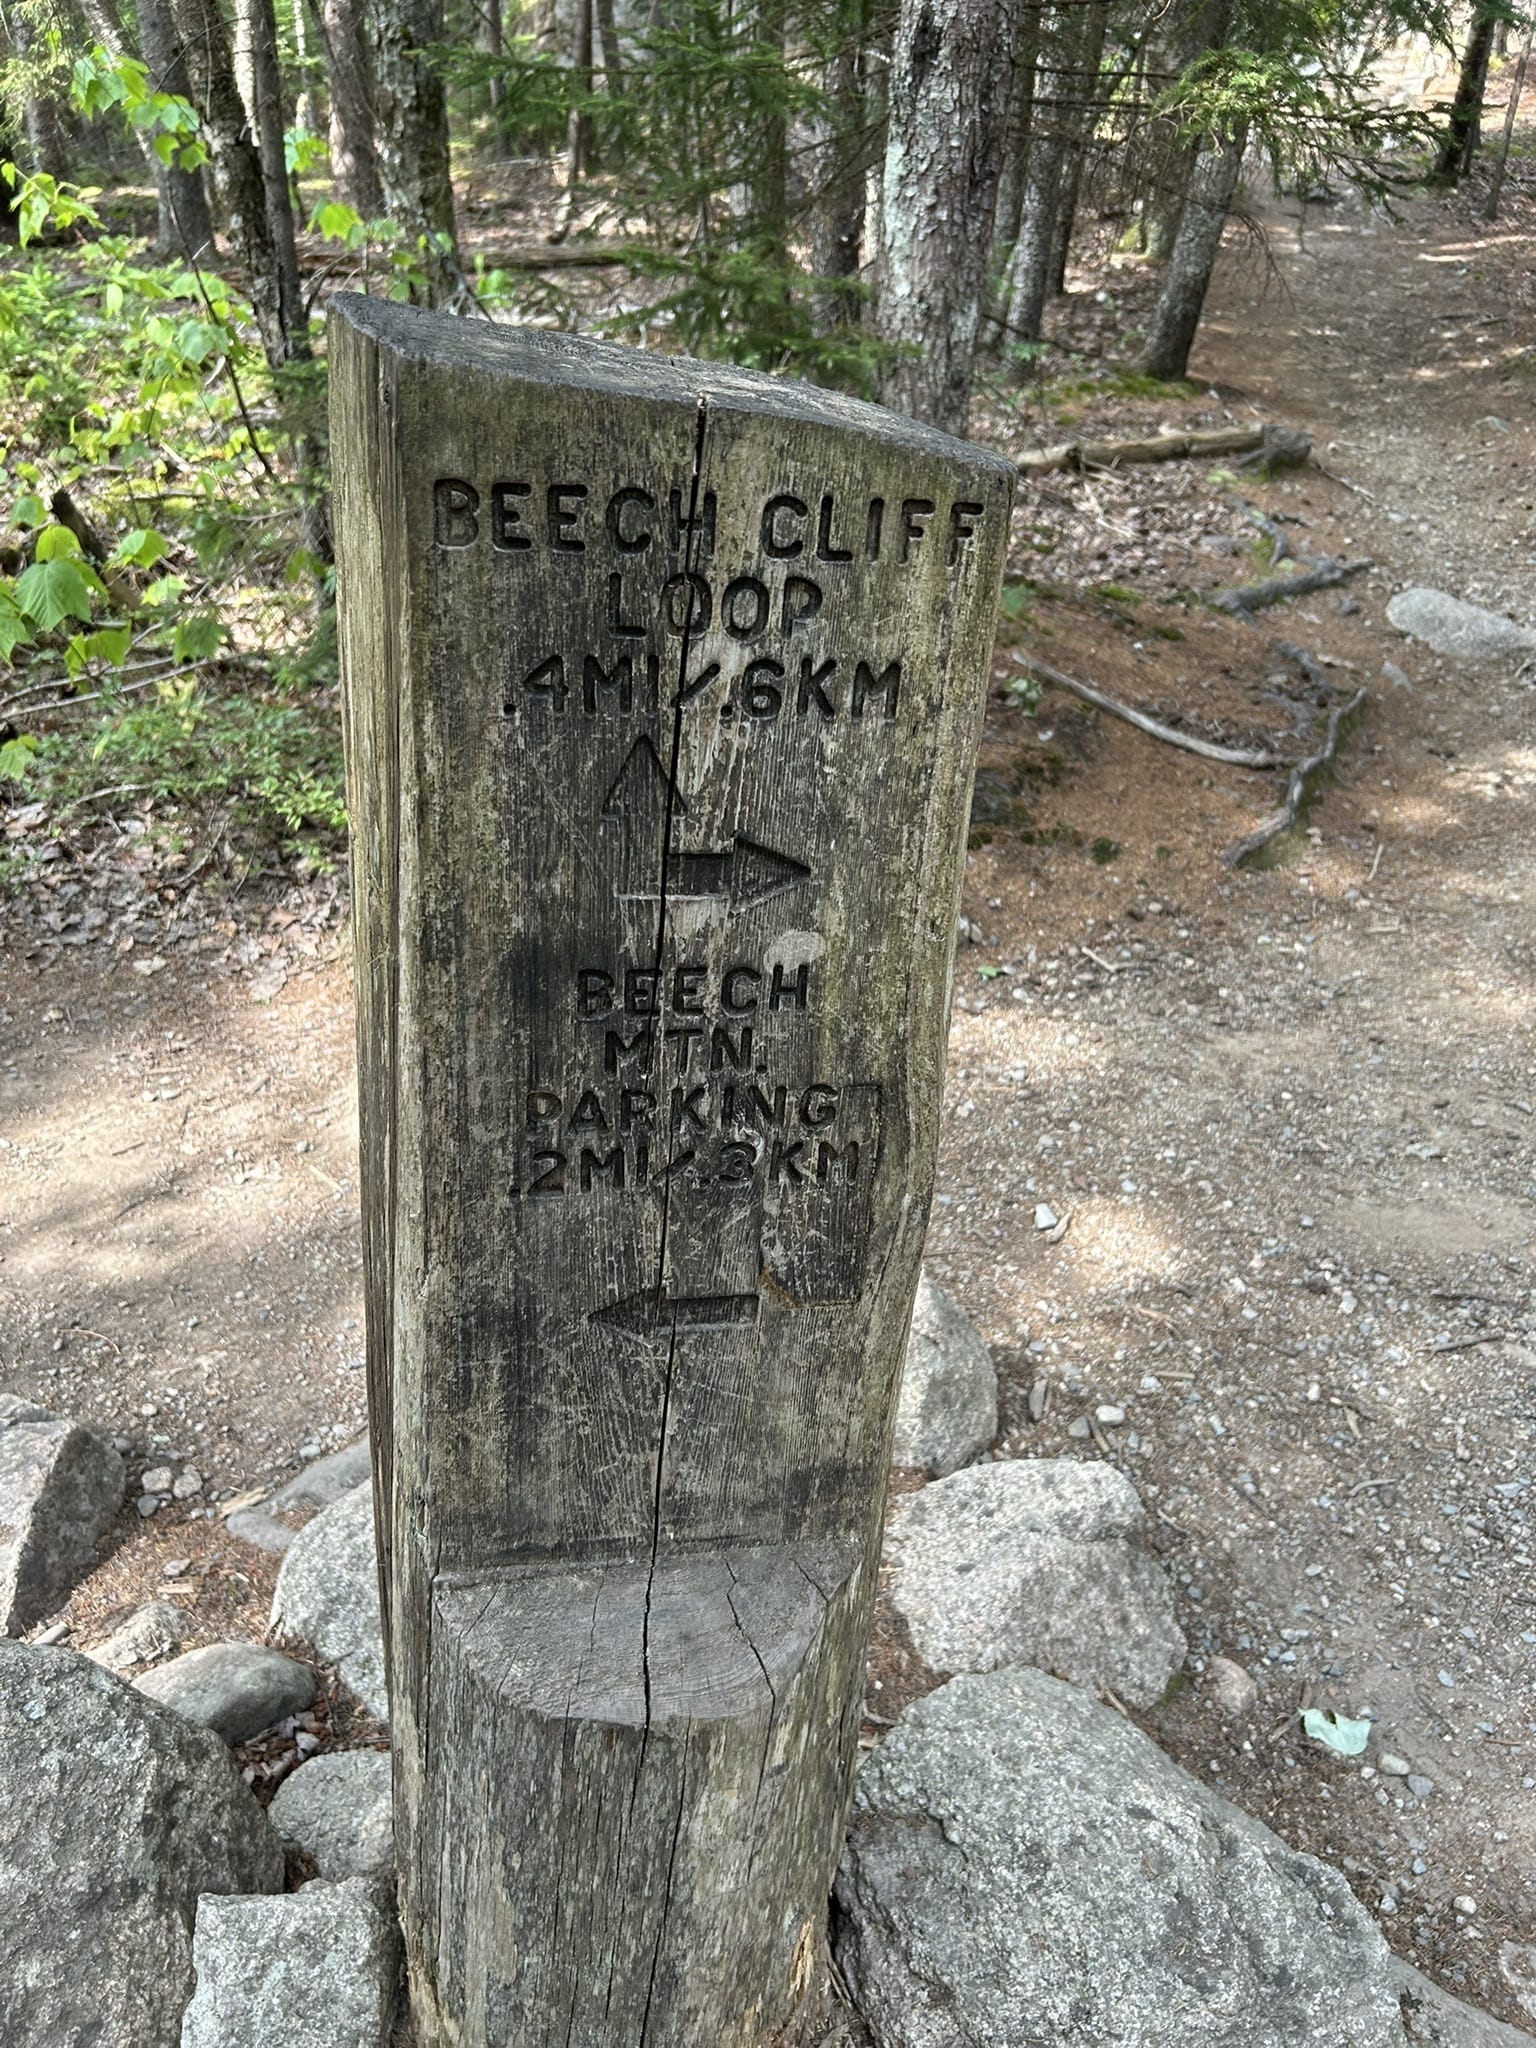 BEECH CLIFF
LOOP
.4MI/.6KM
BEECH
MTN.
PARKING
.2MI/.3KM